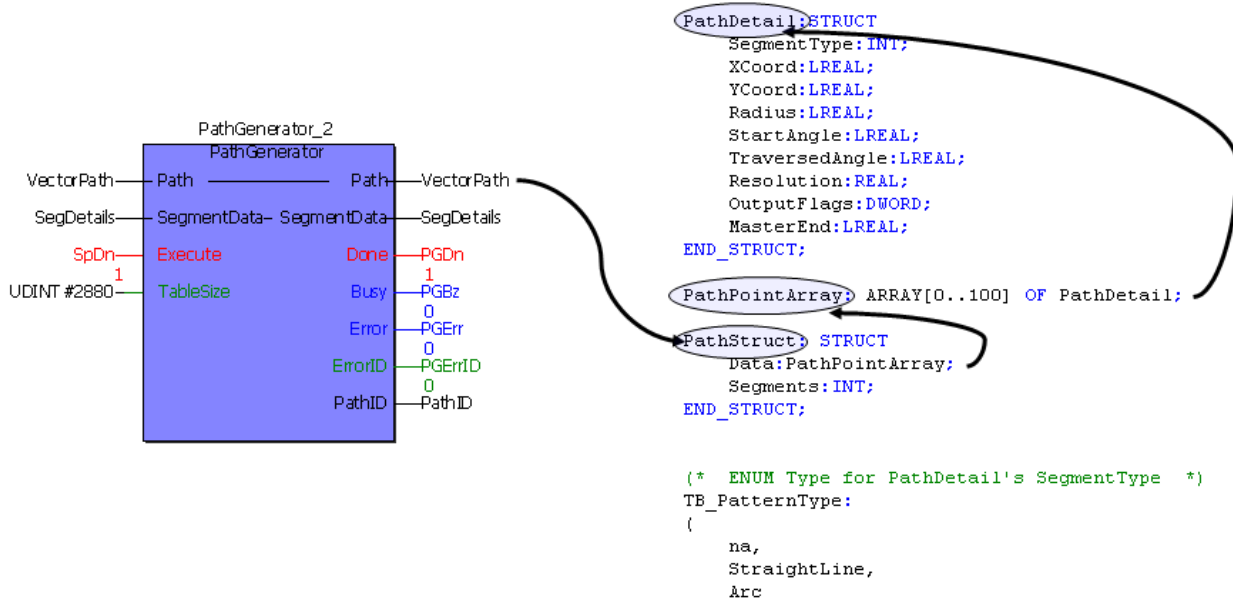 PathGenerator_2
PathGenerator
VectorPath Path Path VectorPath
SegDetails SegmentData SegmentData SegDetails
SpDn Execute Done PGDn
1 1
UDINT #2880 TableSize Busy PGBz
0
Error PGErr
0
ErrorID PGErrID
0
PathID PathID
PathDetail:STRUCT
SegmentType:INT;
XCoord:LREAL;
YCoord:LREAL;
Radius:LREAL;
StartAngle:LREAL;
TraversedAngle:LREAL;
Resolution:REAL;
OutputFlags:DWORD;
MasterEnd:LREAL;
END_STRUCT;
PathPointArray: ARRAY[0..100] OF PathDetail;
PathStruct: STRUCT
Data:PathPointArray;
Segments:INT;
END_STRUCT;
(* ENUM Type for PathDetail's SegmentType *)
TB_PatternType:
(
na,
StraightLine,
Arc